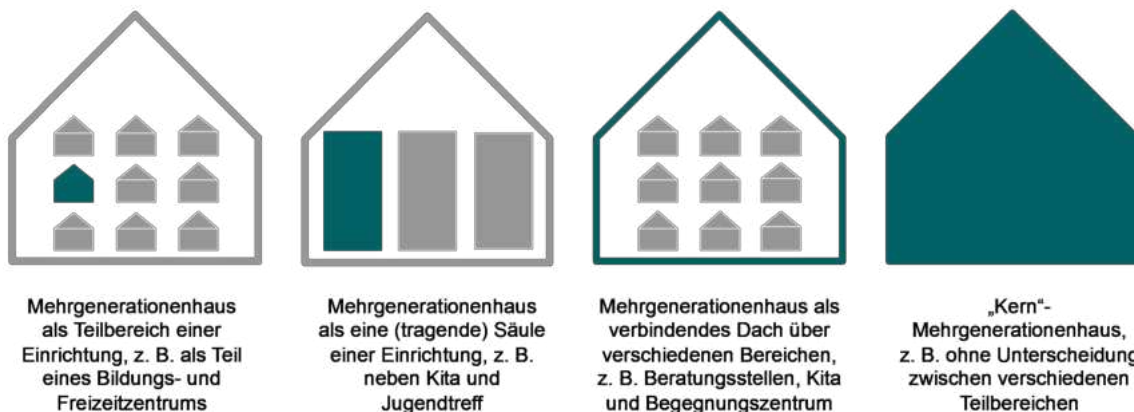 Mehrgenerationenhaus
als Teilbereich einer
Einrichtung, z. B. als Teil
eines Bildungs- und
Freizeitzentrums
Mehrgenerationenhaus
als eine (tragende) Säule
einer Einrichtung, z. B.
neben Kita und
Jugendtreff
Mehrgenerationenhaus als
verbindendes Dach über
verschiedenen Bereichen,
z. B. Beratungsstellen, Kita
und Begegnungszentrum
„Kern“-
Mehrgenerationenhaus,
z. B. ohne Unterscheidung
zwischen verschiedenen
Teilbereichen